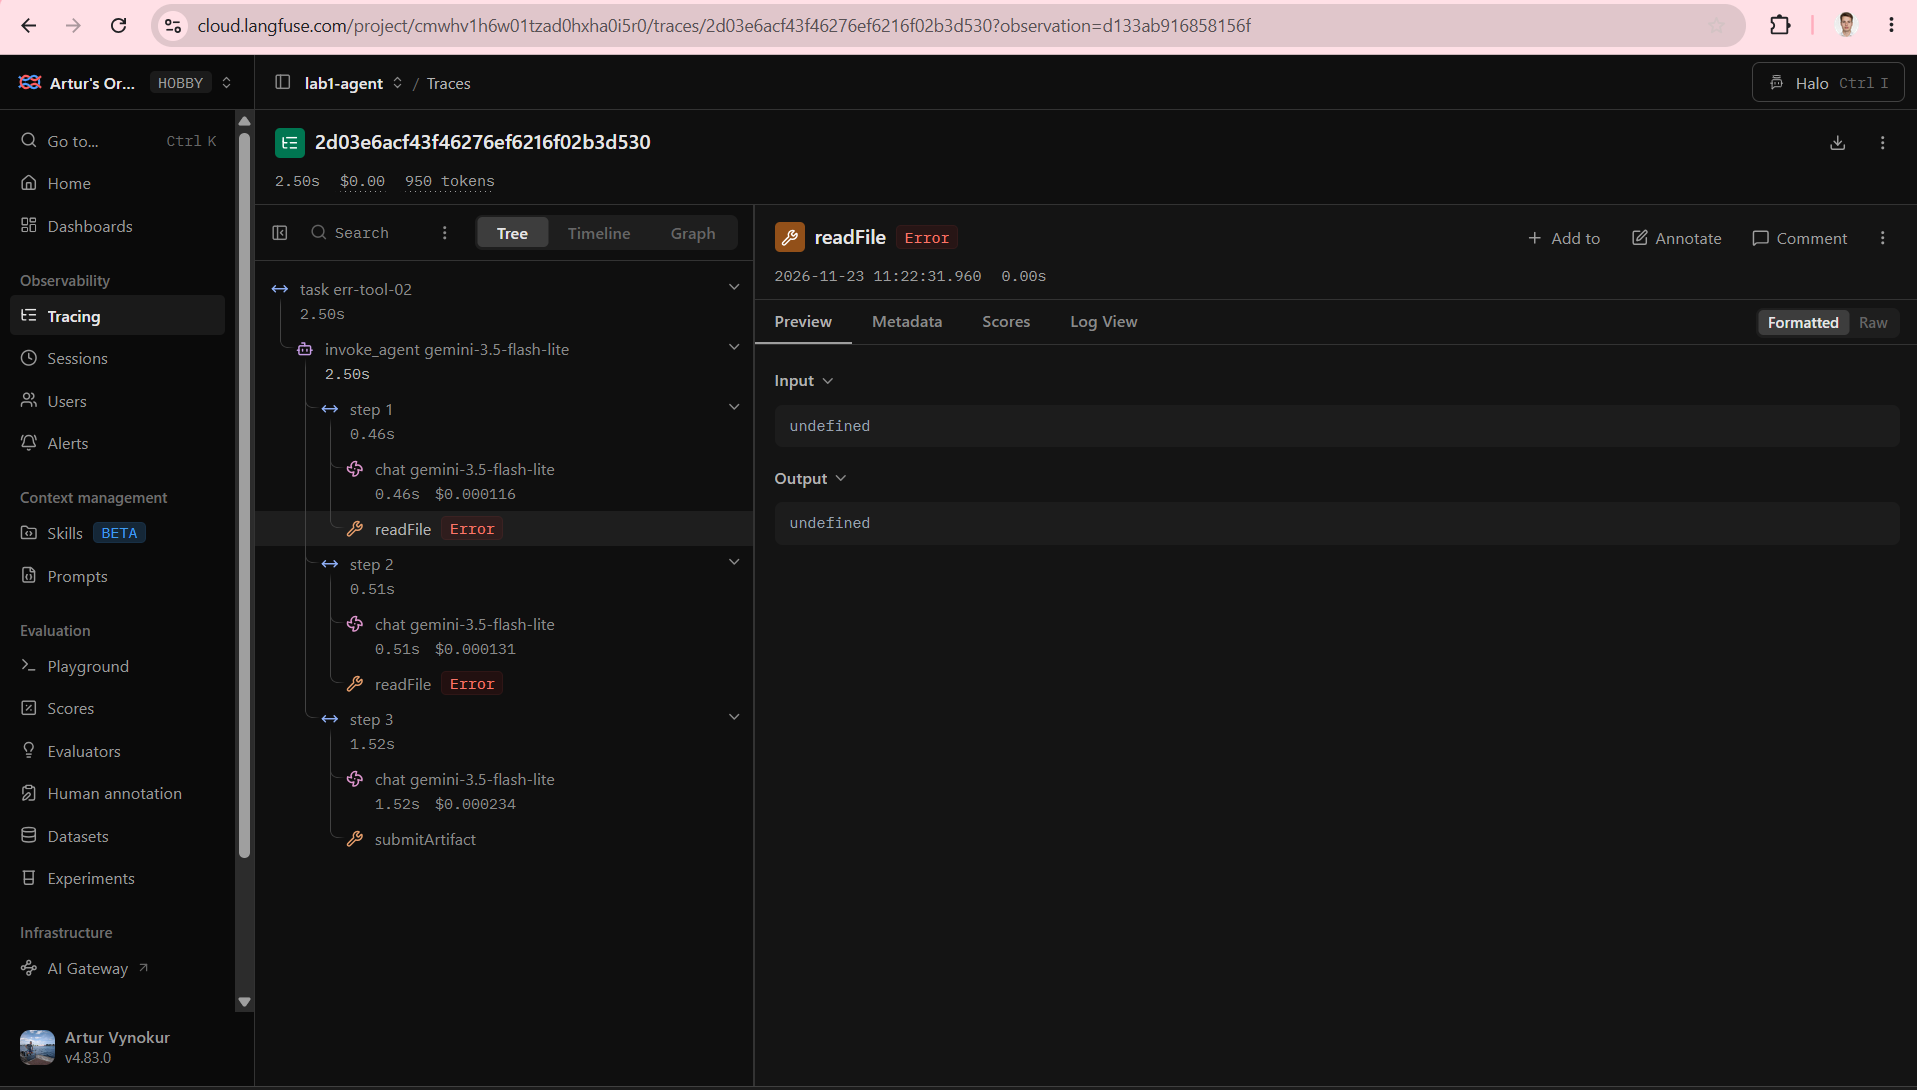 cloud.langfuse.com/project/cmwhv1h6w01tzad0hxha0i5r0/traces/2d03e6acf43f46276ef6216f02b3d530?observation=d133ab916858156f
Artur's Or... HOBBY
lab1-agent / Traces
Halo Ctrl I
Go to... Ctrl K
Home
Dashboards
Observability
Tracing
Sessions
Users
Alerts
Context management
Skills BETA
Prompts
Evaluation
Playground
Scores
Evaluators
Human annotation
Datasets
Experiments
Infrastructure
AI Gateway
Artur Vynokur
v4.83.0
2d03e6acf43f46276ef6216f02b3d530
2.50s $0.00 950 tokens
Search
Tree Timeline Graph
task err-tool-02
2.50s
invoke_agent gemini-3.5-flash-lite
2.50s
step 1
0.46s
chat gemini-3.5-flash-lite
0.46s $0.000116
readFile Error
step 2
0.51s
chat gemini-3.5-flash-lite
0.51s $0.000131
readFile Error
step 3
1.52s
chat gemini-3.5-flash-lite
1.52s $0.000234
submitArtifact
readFile Error
Add to Annotate Comment
2026-11-23 11:22:31.960 0.00s
Preview Metadata Scores Log View
Formatted Raw
Input
undefined
Output
undefined